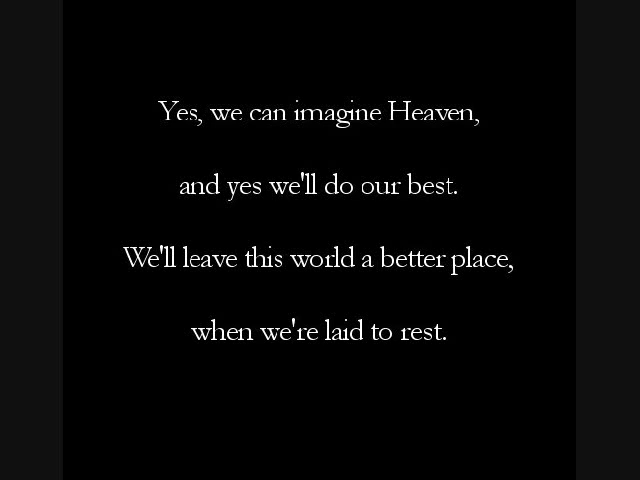 Yes, we can imagine Heaven,
and yes we'll do our best.
We'll leave this world a better place,
when we're laid to rest.